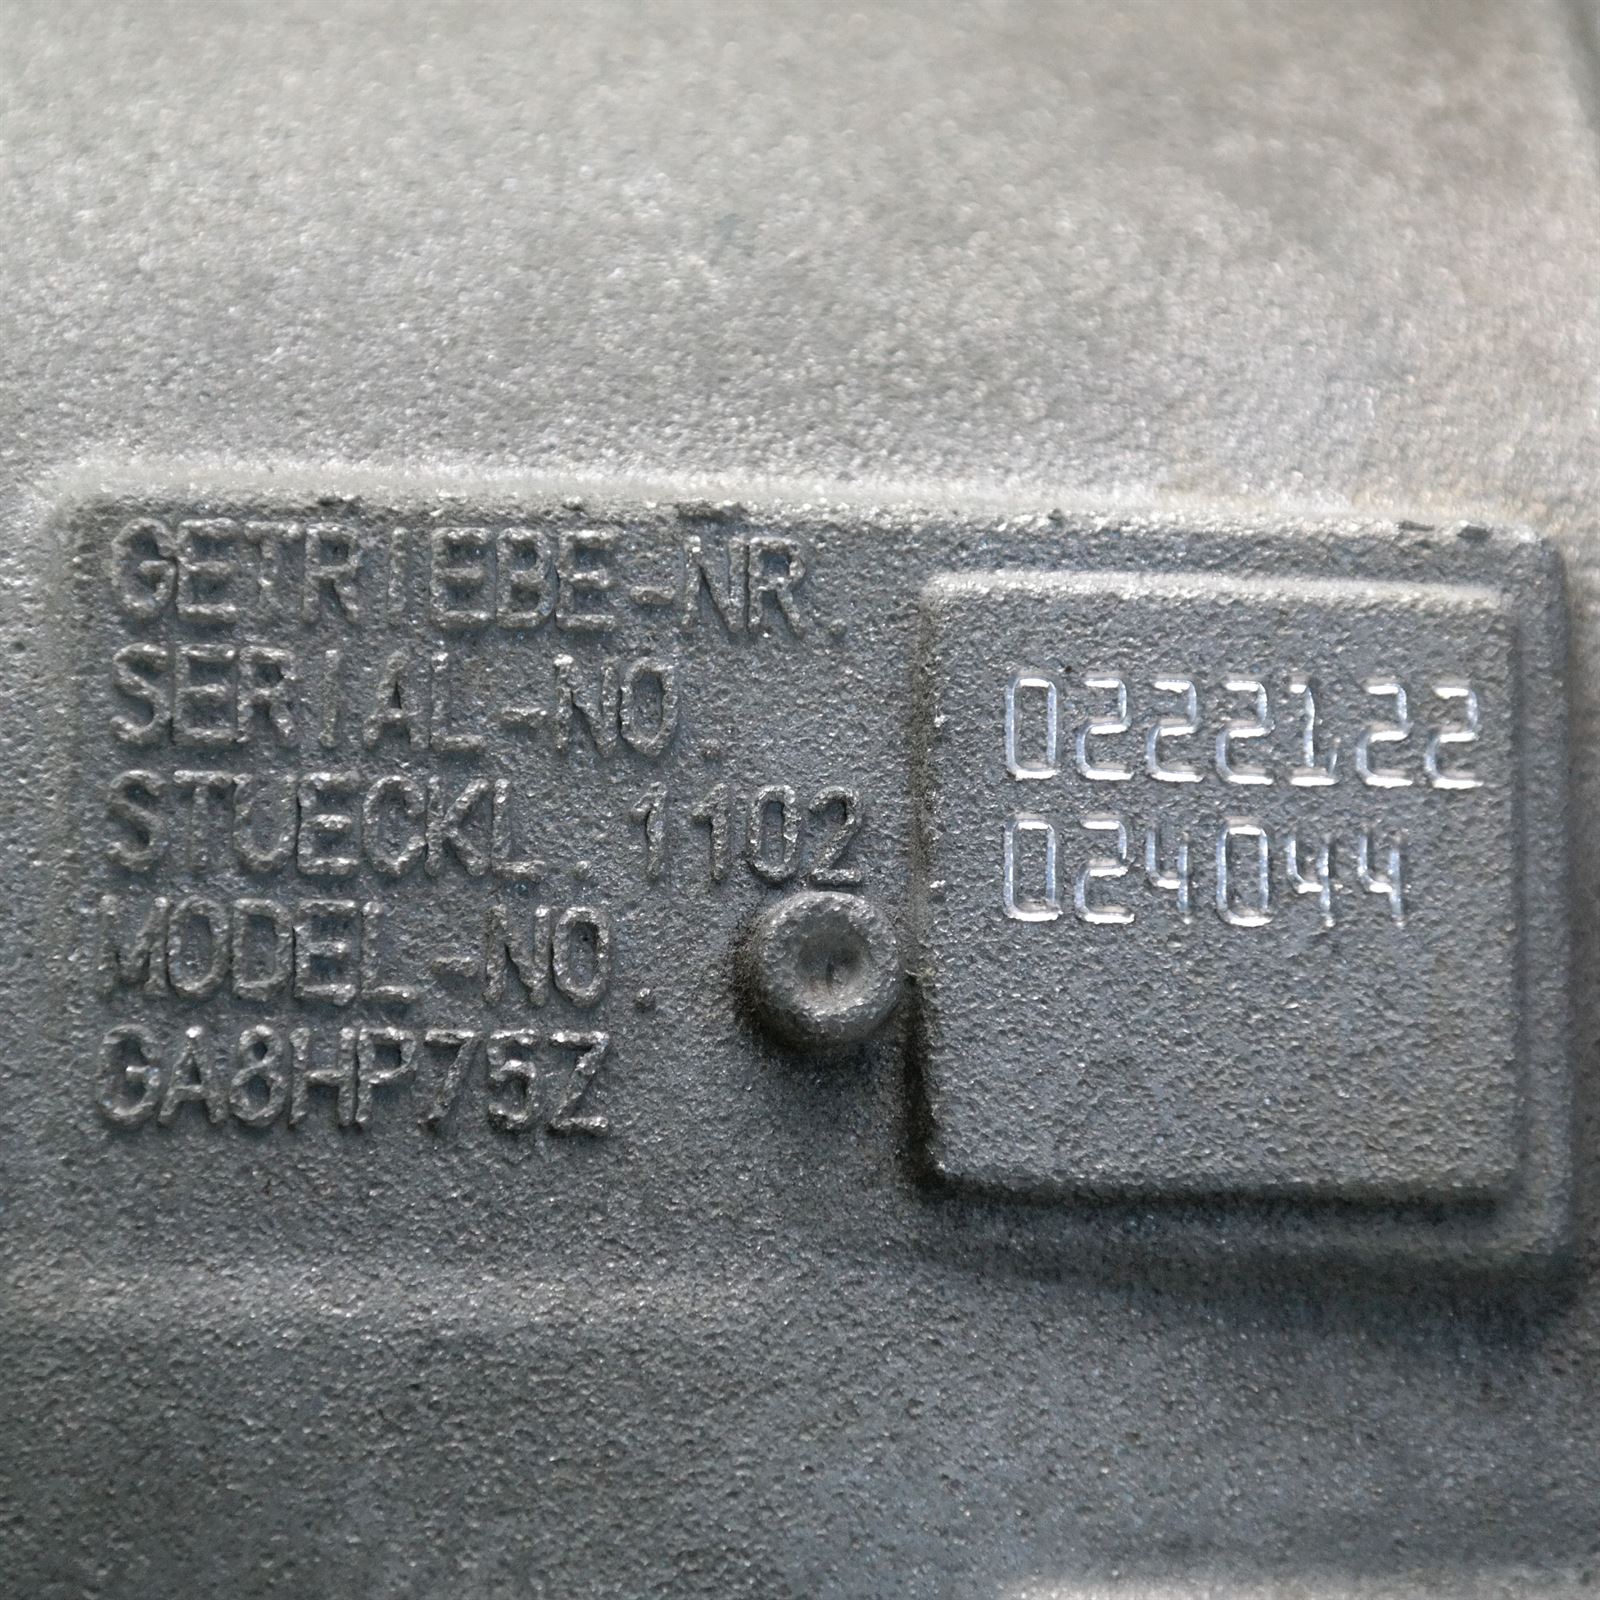 GETRIEBE-NR.
SERIAL-NO.
STUECKL. 1102
MODEL-NO.
GA8HP75Z
0222122
024044